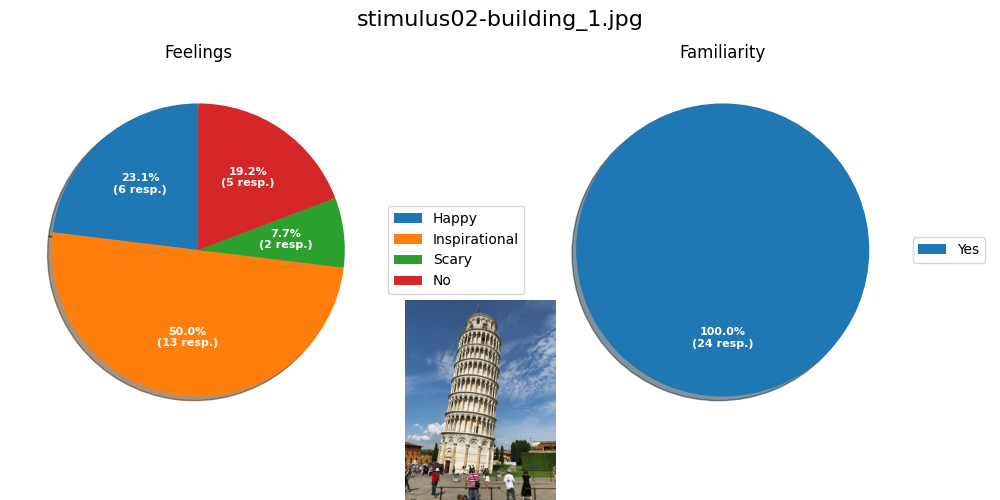 stimulus02-building_1.jpg
Feelings
23.1%
(6 resp.)
19.2%
(5 resp.)
7.7%
(2 resp.)
50.0%
(13 resp.)
Happy
Inspirational
Scary
No
Familiarity
100.0%
(24 resp.)
Yes